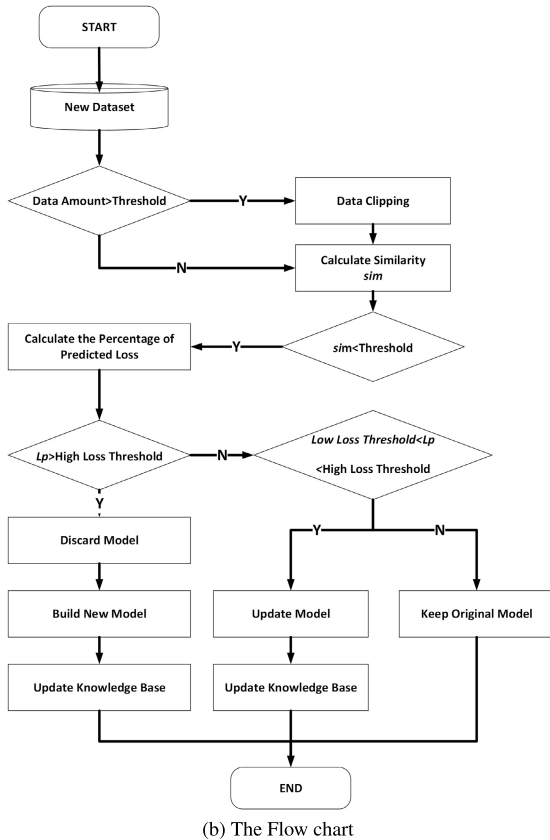 START
New Dataset
Data Amount>Threshold
Y
Data Clipping
N
Calculate Similarity
sim
Calculate the Percentage of
Predicted Loss
Y
sim<Threshold
Lp>High Loss Threshold
N
Low Loss Threshold<Lp
<High Loss Threshold
Y
Y
N
Discard Model
Build New Model
Update Model
Keep Original Model
Update Knowledge Base
Update Knowledge Base
END
(b) The Flow chart